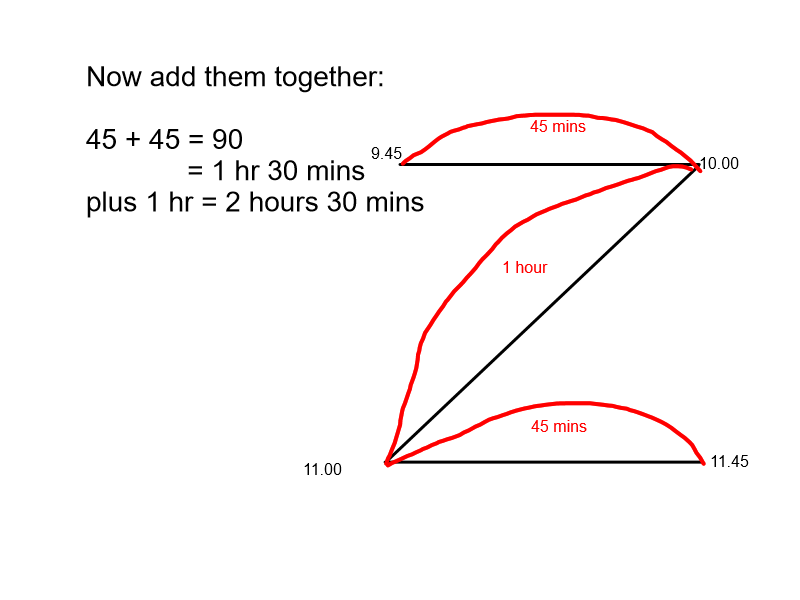 Now add them together:
45 + 45 = 90
= 1 hr 30 mins
plus 1 hr = 2 hours 30 mins
45 mins
9.45
10.00
1 hour
45 mins
11.00
11.45